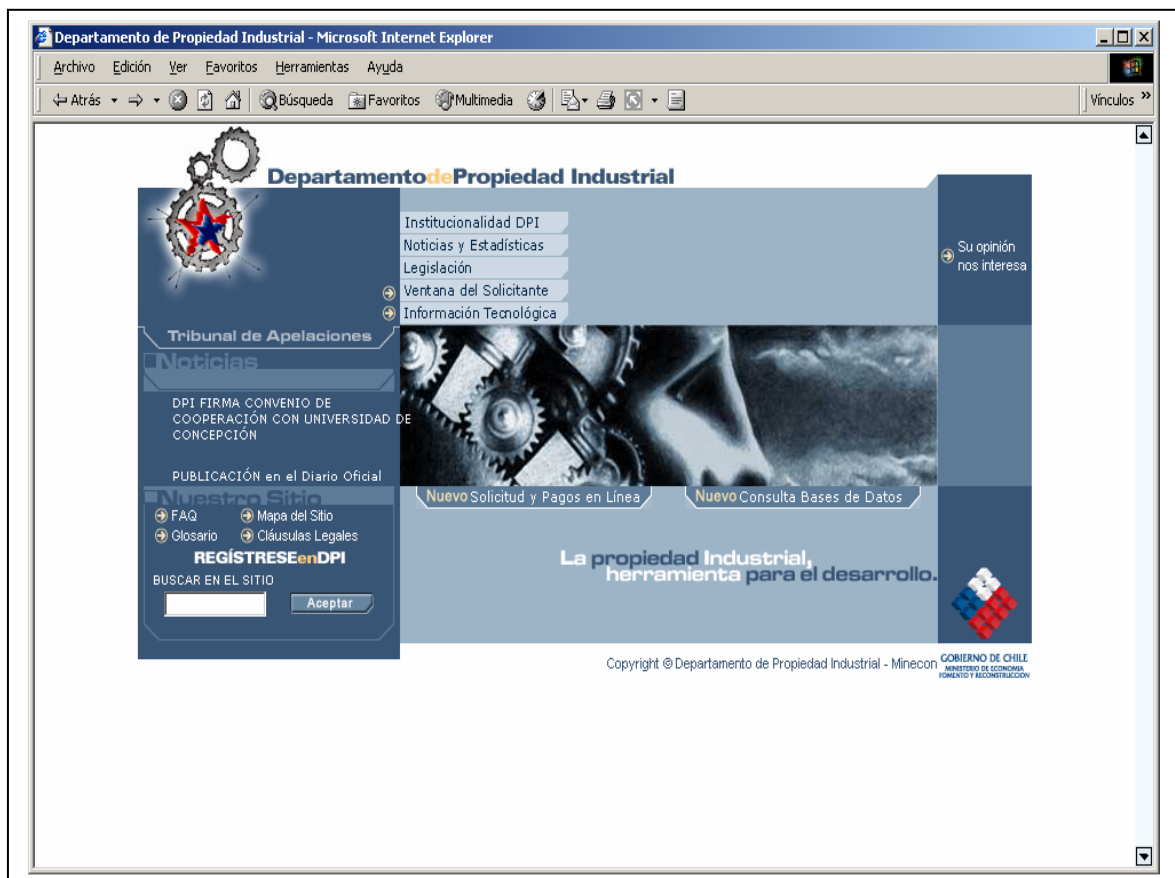 Departamento de Propiedad Industrial - Microsoft Internet Explorer
Archivo Edición Ver Favoritos Herramientas Ayuda
Atrás Búsqueda Favoritos Multimedia Vínculos »
DepartamentodePropiedad Industrial
Institucionalidad DPI
Noticias y Estadísticas
Legislación
Ventana del Solicitante
Información Tecnológica
Su opinión
nos interesa
Tribunal de Apelaciones
Noticias
DPI FIRMA CONVENIO DE
COOPERACIÓN CON UNIVERSIDAD DE
CONCEPCIÓN
PUBLICACIÓN en el Diario Oficial
Nuestro Sitio
FAQ Mapa del Sitio
Glosario Cláusulas Legales
REGÍSTRESEenDPI
BUSCAR EN EL SITIO
Aceptar
Nuevo Solicitud y Pagos en Línea
Nuevo Consulta Bases de Datos
La propiedad Industrial,
herramienta para el desarrollo.
Copyright © Departamento de Propiedad Industrial - Minecon
GOBIERNO DE CHILE
MINISTERIO DE ECONOMIA
FOMENTO Y RECONSTRUCCION